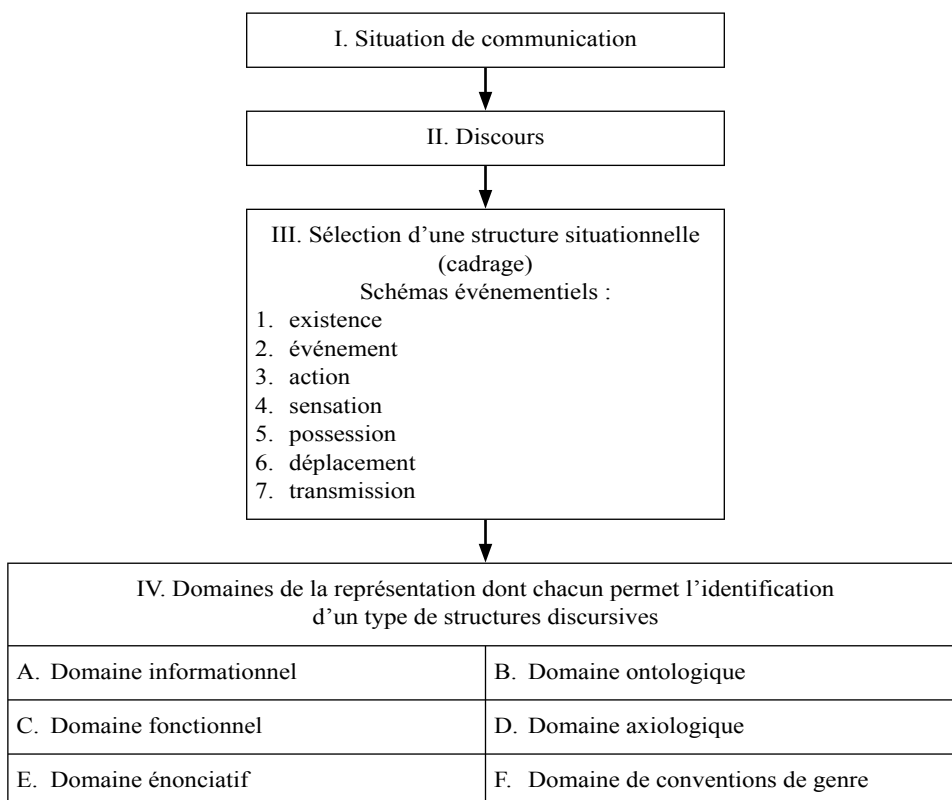 I. Situation de communication
II. Discours
III. Sélection d’une structure situationnelle
(cadrage)
Schémas événementiels :
1. existence
2. événement
3. action
4. sensation
5. possession
6. déplacement
7. transmission
IV. Domaines de la représentation dont chacun permet l’identification
d’un type de structures discursives
A. Domaine informationnel
B. Domaine ontologique
C. Domaine fonctionnel
D. Domaine axiologique
E. Domaine énonciatif
F. Domaine de conventions de genre